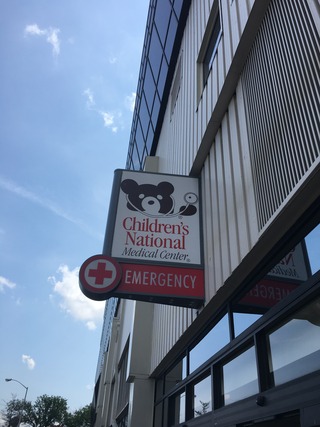 Children's
National
Medical Center®
EMERGENCY